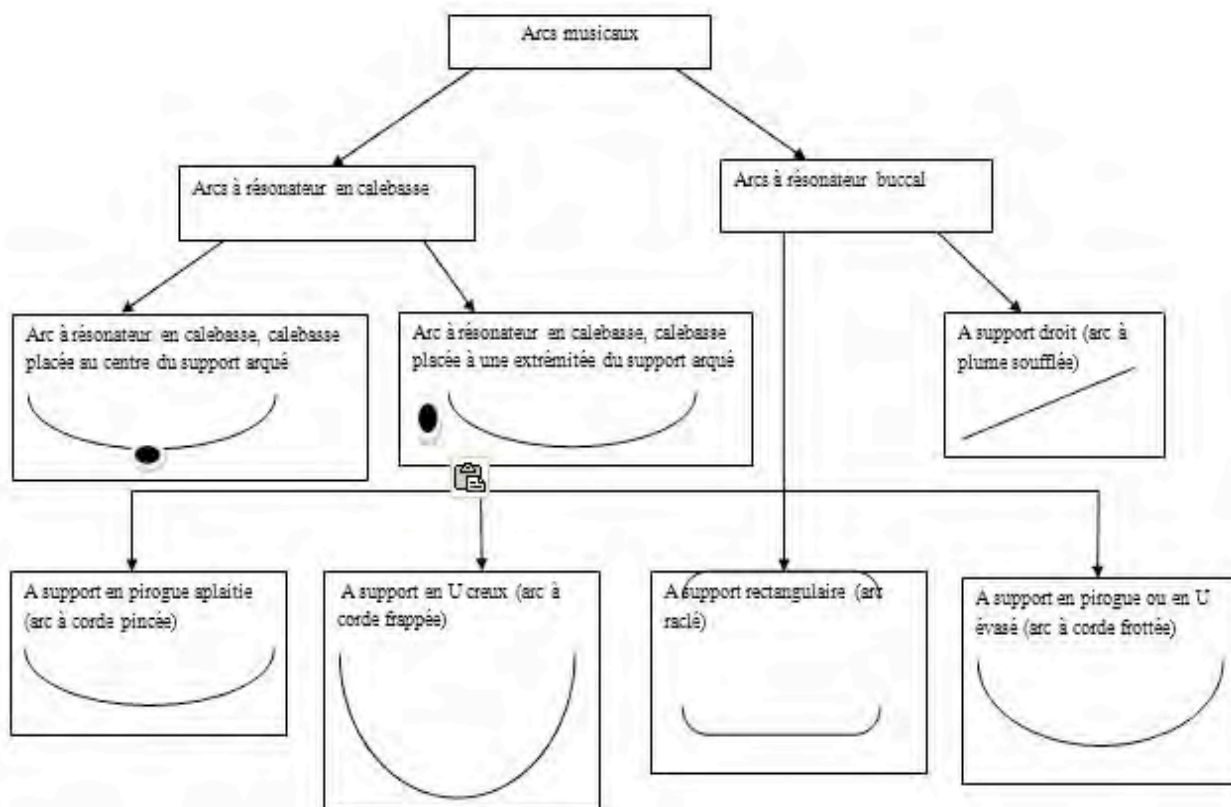 Arcs musicaux
Arcs à résonateur en calebasse
Arcs à résonateur buccal
Arc à résonateur en calebasse, calebasse
placée au centre du support arqué
Arc à résonateur en calebasse, calebasse
placée à une extrémitée du support arqué
A support droit (arc à
plume soufflée)
A support en pirogue aplaitie
(arc à corde pincée)
A support en U creux (arc à
corde frappée)
A support rectangulaire (arc
raclé)
A support en pirogue ou en U
évasé (arc à corde frottée)